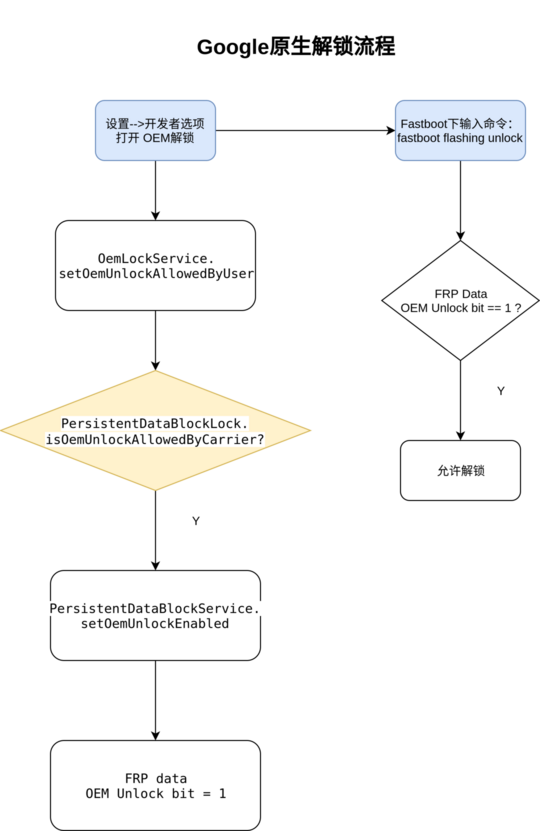 Google原生解锁流程
设置-->开发者选项
打开 OEM解锁
Fastboot下输入命令：
fastboot flashing unlock
OemLockService.
setOemUnlockAllowedByUser
FRP Data
OEM Unlock bit == 1 ?
Y
PersistentDataBlockLock.
isOemUnlockAllowedByCarrier?
允许解锁
Y
PersistentDataBlockService.
setOemUnlockEnabled
FRP data
OEM Unlock bit = 1